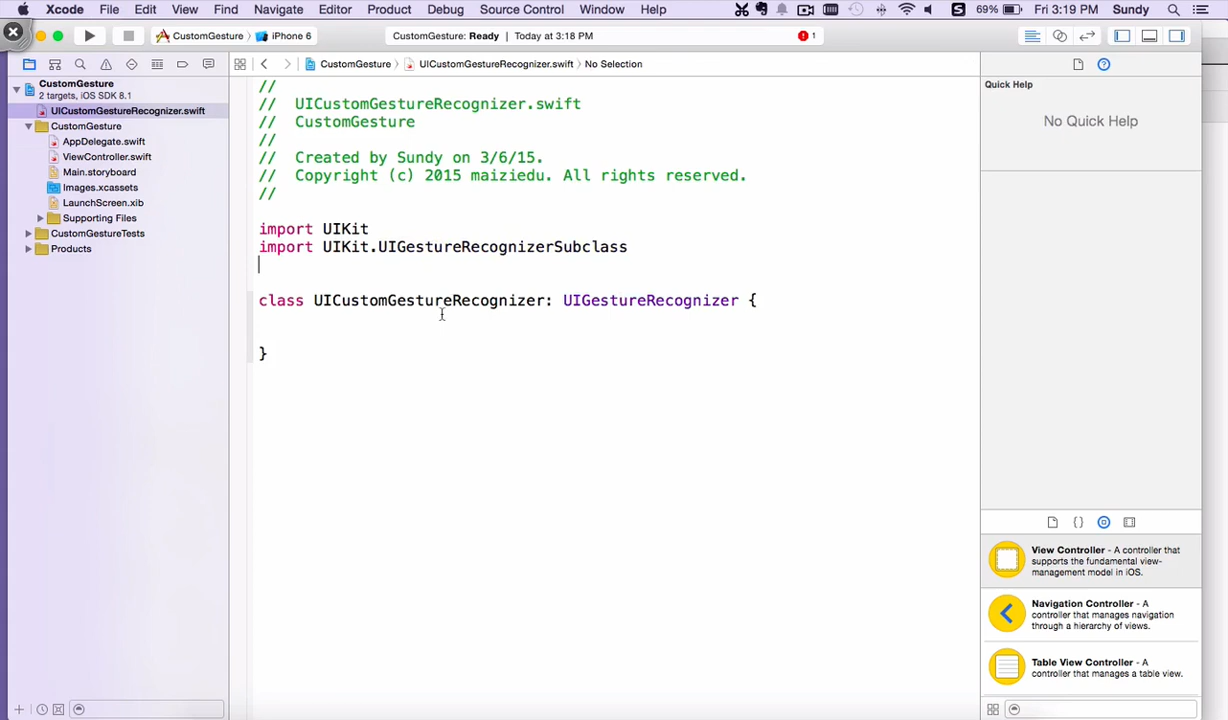 Xcode File Edit View Find Navigate Editor Product Debug Source Control Window Help 69% Fri 3:19 PM Sundy
CustomGesture iPhone 6 CustomGesture: Ready | Today at 3:18 PM 1
CustomGesture UICustomGestureRecognizer.swift No Selection
CustomGesture
2 targets, iOS SDK 8.1
UICustomGestureRecognizer.swift
CustomGesture
AppDelegate.swift
ViewController.swift
Main.storyboard
Images.xcassets
LaunchScreen.xib
Supporting Files
CustomGestureTests
Products
//
// UICustomGestureRecognizer.swift
// CustomGesture
//
// Created by Sundy on 3/6/15.
// Copyright (c) 2015 maiziedu. All rights reserved.
//
import UIKit
import UIKit.UIGestureRecognizerSubclass
class UICustomGestureRecognizer: UIGestureRecognizer {
}
Quick Help
No Quick Help
{ }
View Controller - A controller that
supports the fundamental view-
management model in iOS.
Navigation Controller - A
controller that manages navigation
through a hierarchy of views.
Table View Controller - A
controller that manages a table view.